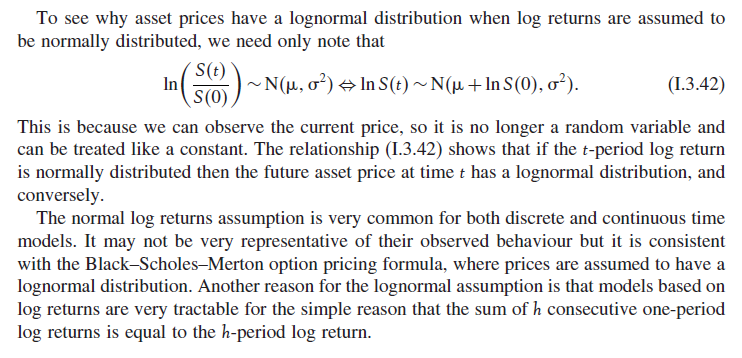 To see why asset prices have a lognormal distribution when log returns are assumed to
be normally distributed, we need only note that
ln(S(t)/S(0)) ~ N(μ, σ²) ⇔ ln S(t) ~ N(μ + ln S(0), σ²). (I.3.42)
This is because we can observe the current price, so it is no longer a random variable and
can be treated like a constant. The relationship (I.3.42) shows that if the t-period log return
is normally distributed then the future asset price at time t has a lognormal distribution, and
conversely.
The normal log returns assumption is very common for both discrete and continuous time
models. It may not be very representative of their observed behaviour but it is consistent
with the Black–Scholes–Merton option pricing formula, where prices are assumed to have a
lognormal distribution. Another reason for the lognormal assumption is that models based on
log returns are very tractable for the simple reason that the sum of h consecutive one-period
log returns is equal to the h-period log return.